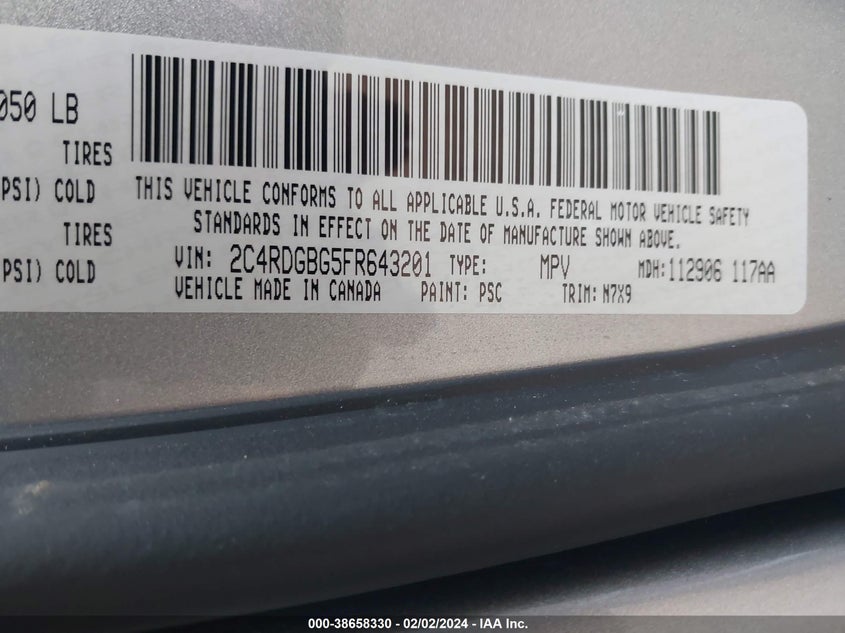 050 LB
TIRES
PSI) COLD
TIRES
PSI) COLD
THIS VEHICLE CONFORMS TO ALL APPLICABLE U.S.A. FEDERAL MOTOR VEHICLE SAFETY
STANDARDS IN EFFECT ON THE DATE OF MANUFACTURE SHOWN ABOVE.
VIN: 2C4RDGBG5FR643201 TYPE: MPV MDH:112906 117AA
VEHICLE MADE IN CANADA PAINT: PSC TRIM: N7X9
000-38658330 - 02/02/2024 - IAA Inc.